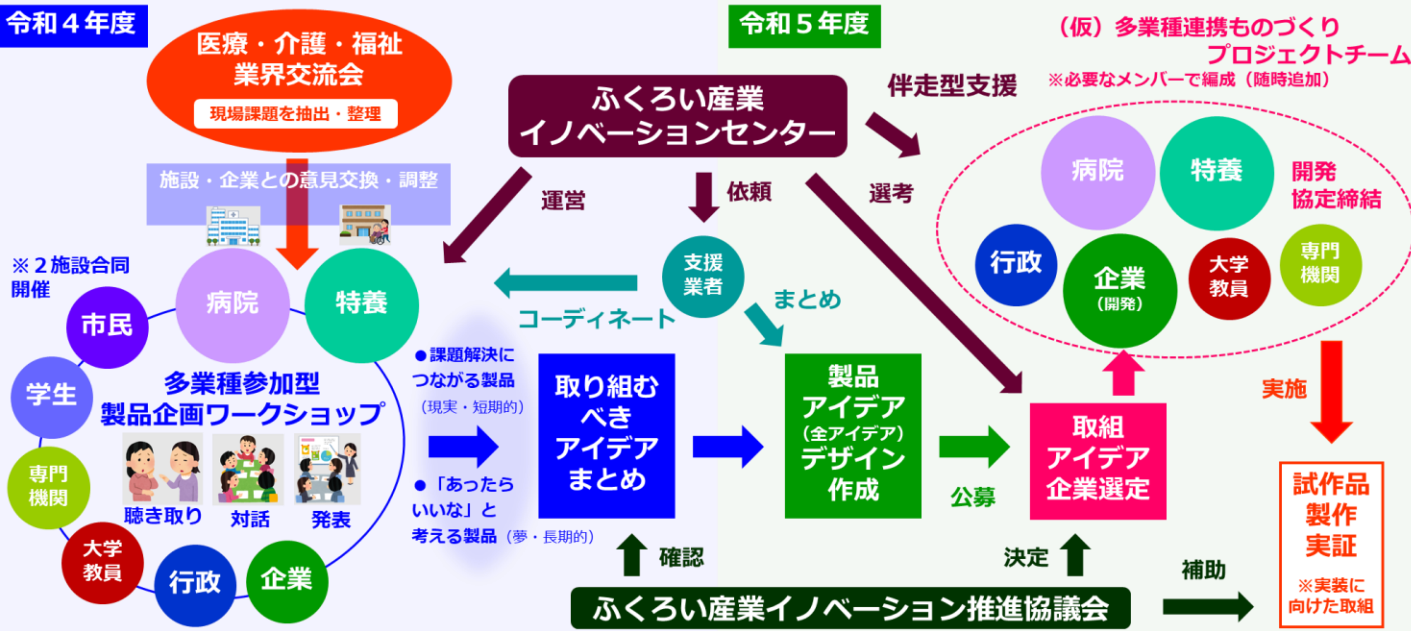 令和４年度
医療・介護・福祉
業界交流会
現場課題を抽出・整理
施設・企業との意見交換・調整
※２施設合同
開催
病院
特養
市民
学生
専門
機関
大学
教員
行政
企業
多業種参加型
製品企画ワークショップ
聴き取り
対話
発表
●課題解決に
つながる製品
（現実・短期的）
●「あったら
いいな」と
考える製品（夢・長期的）
ふくろい産業
イノベーションセンター
運営
依頼
選考
伴走型支援
支援
業者
コーディネート
まとめ
取り組む
べき
アイデア
まとめ
確認
令和５年度
製品
アイデア
（全アイデア）
デザイン
作成
公募
取組
アイデア
企業選定
決定
ふくろい産業イノベーション推進協議会
補助
（仮）多業種連携ものづくり
プロジェクトチーム
※必要なメンバーで編成（随時追加）
病院
特養
開発
協定締結
行政
企業
（開発）
大学
教員
専門
機関
実施
試作品
製作
実証
※実装に
向けた取組